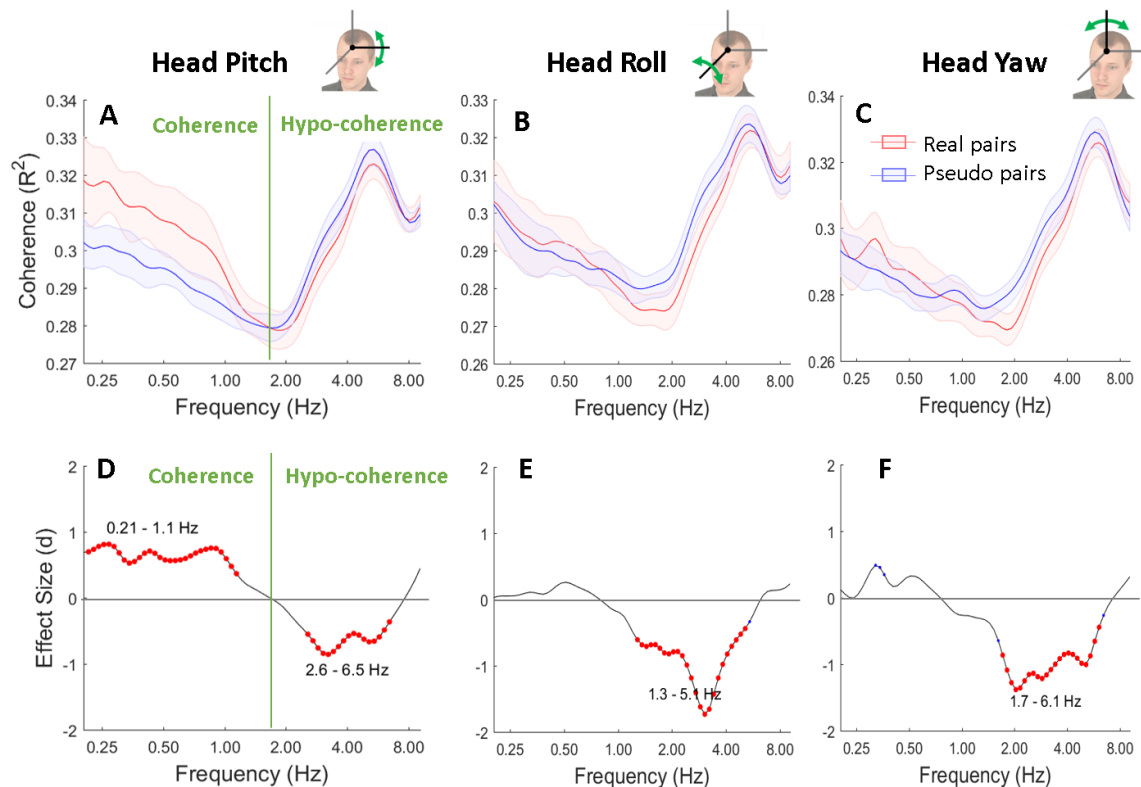 Head Pitch
Head Roll
Head Yaw
A
Coherence
Hypo-coherence
B
C
Real pairs
Pseudo pairs
Coherence (R²)
0.34
0.33
0.32
0.31
0.3
0.29
0.28
0.27
0.25 0.50 1.00 2.00 4.00 8.00
Frequency (Hz)
0.33
0.32
0.31
0.3
0.29
0.28
0.27
0.26
0.25 0.50 1.00 2.00 4.00 8.00
Frequency (Hz)
0.34
0.32
0.3
0.28
0.26
0.25 0.50 1.00 2.00 4.00 8.00
Frequency (Hz)
D
Coherence
Hypo-coherence
Effect Size (d)
2
1
0
-1
-2
0.21 - 1.1 Hz
2.6 - 6.5 Hz
0.25 0.50 1.00 2.00 4.00 8.00
Frequency (Hz)
E
2
1
0
-1
-2
1.3 - 5.1 Hz
0.25 0.50 1.00 2.00 4.00 8.00
Frequency (Hz)
F
2
1
0
-1
-2
1.7 - 6.1 Hz
0.25 0.50 1.00 2.00 4.00 8.00
Frequency (Hz)